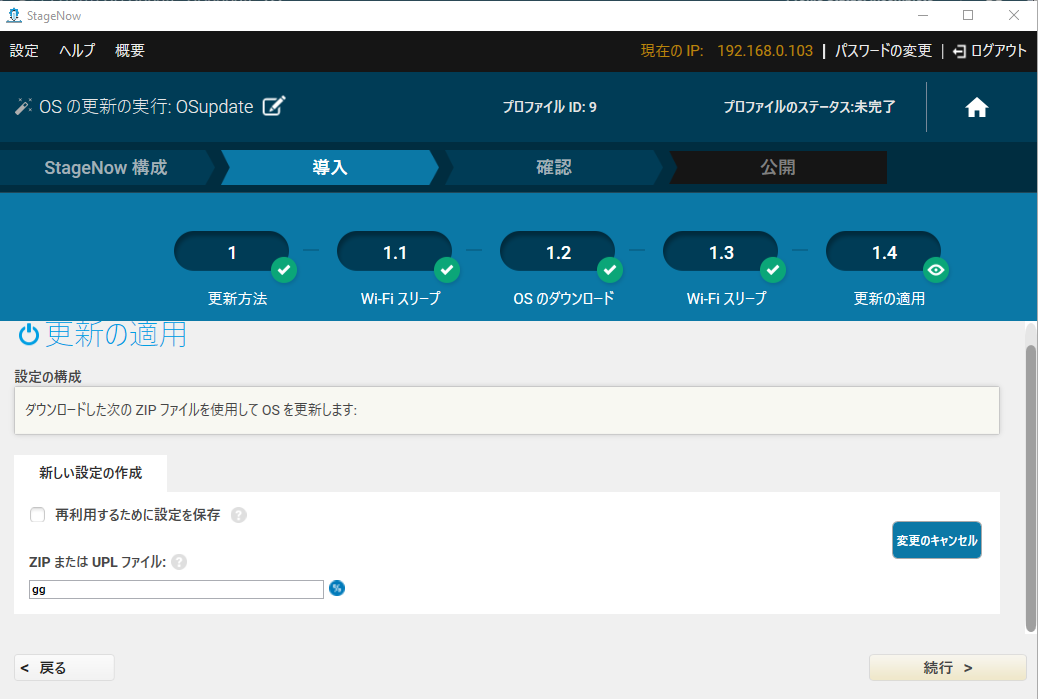 StageNow
設定 ヘルプ 概要 現在の IP: 192.168.0.103 | パスワードの変更 | ログアウト
OS の更新の実行: OSupdate プロファイル ID: 9 プロファイルのステータス:未完了
StageNow 構成 導入 確認 公開
1 1.1 1.2 1.3 1.4
更新方法 Wi-Fi スリープ OS のダウンロード Wi-Fi スリープ 更新の適用
更新の適用
設定の構成
ダウンロードした次の ZIP ファイルを使用して OS を更新します:
新しい設定の作成
再利用するために設定を保存 ?
変更のキャンセル
ZIP または UPL ファイル: ?
gg %
< 戻る 続行 >